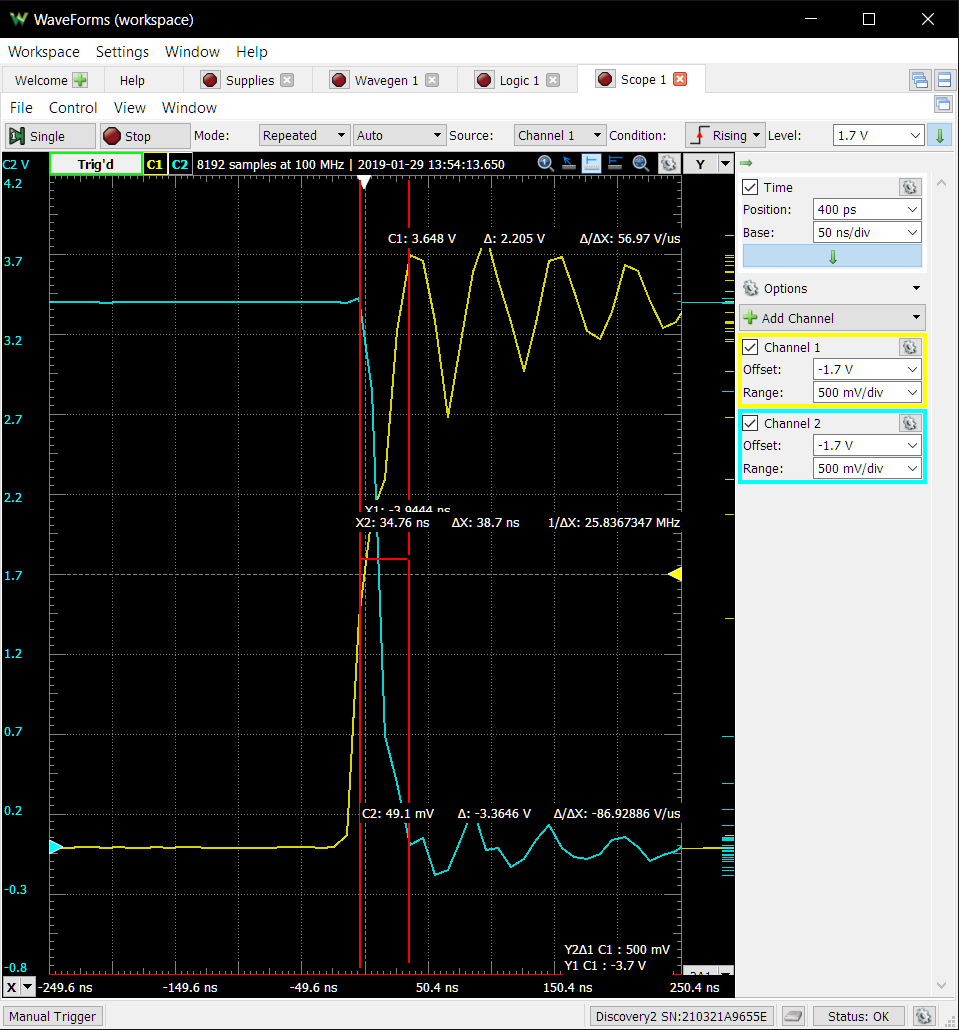 WaveForms (workspace)
Workspace Settings Window Help
Welcome Help Supplies Wavegen 1 Logic 1 Scope 1
File Control View Window
Single Stop Mode: Repeated Auto Source: Channel 1 Condition: Rising Level: 1.7 V
C2 V Trig'd C1 C2 8192 samples at 100 MHz | 2019-01-29 13:54:13.650 Y
4.2
Time
Position: 400 ps
Base: 50 ns/div
C1: 3.648 V Δ: 2.205 V Δ/ΔX: 56.97 V/us
3.7
Options
Add Channel
3.2
Channel 1
Offset: -1.7 V
Range: 500 mV/div
2.7
Channel 2
Offset: -1.7 V
Range: 500 mV/div
2.2
X1: -3.9444 ns
X2: 34.76 ns ΔX: 38.7 ns 1/ΔX: 25.8367347 MHz
1.7
1.2
0.7
0.2
C2: 49.1 mV Δ: -3.3646 V Δ/ΔX: -86.92886 V/us
-0.3
Y2Δ1 C1 : 500 mV
Y1 C1 : -3.7 V
-0.8
X -249.6 ns -149.6 ns -49.6 ns 50.4 ns 150.4 ns 250.4 ns
Manual Trigger Discovery2 SN:210321A9655E Status: OK